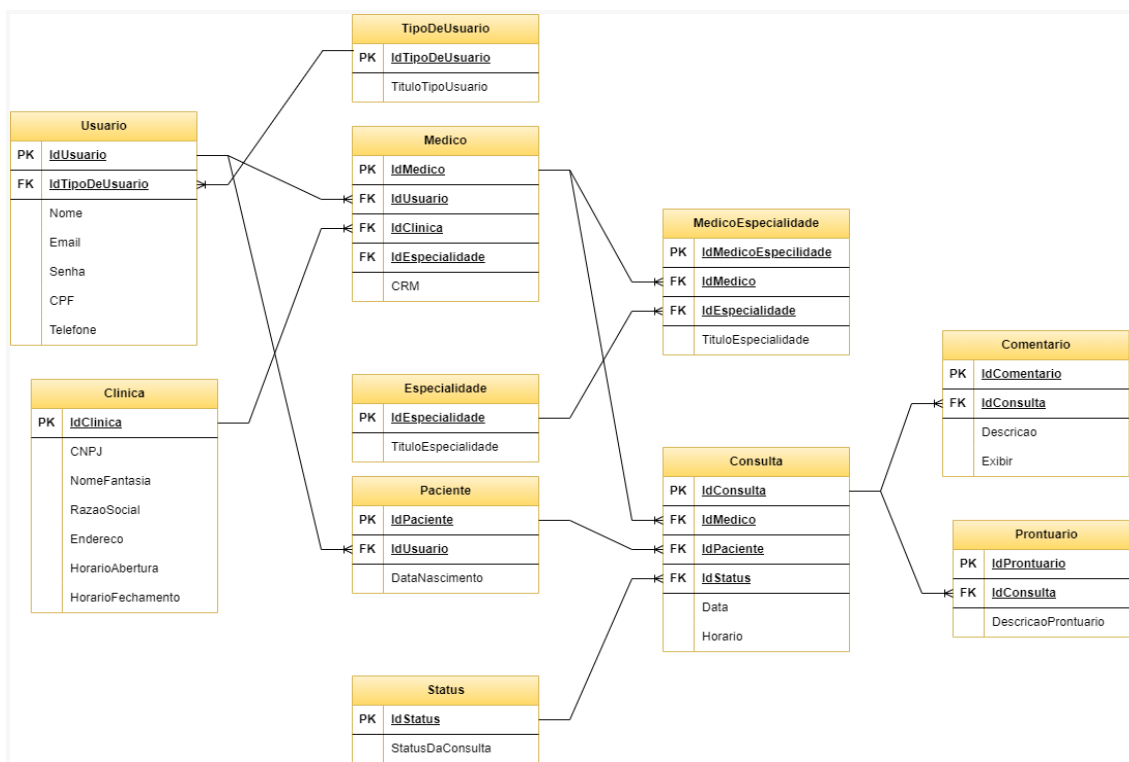 TipoDeUsuario
PK IdTipoDeUsuario
TituloTipoUsuario
Usuario
PK IdUsuario
FK IdTipoDeUsuario
Nome
Email
Senha
CPF
Telefone
Medico
PK IdMedico
FK IdUsuario
FK IdClinica
FK IdEspecialidade
CRM
MedicoEspecialidade
PK IdMedicoEspecilidade
FK IdMedico
FK IdEspecialidade
TituloEspecialidade
Clinica
PK IdClinica
CNPJ
NomeFantasia
RazaoSocial
Endereco
HorarioAbertura
HorarioFechamento
Especialidade
PK IdEspecialidade
TituloEspecialidade
Paciente
PK IdPaciente
FK IdUsuario
DataNascimento
Consulta
PK IdConsulta
FK IdMedico
FK IdPaciente
FK IdStatus
Data
Horario
Comentario
PK IdComentario
FK IdConsulta
Descricao
Exibir
Prontuario
PK IdProntuario
FK IdConsulta
DescricaoProntuario
Status
PK IdStatus
StatusDaConsulta